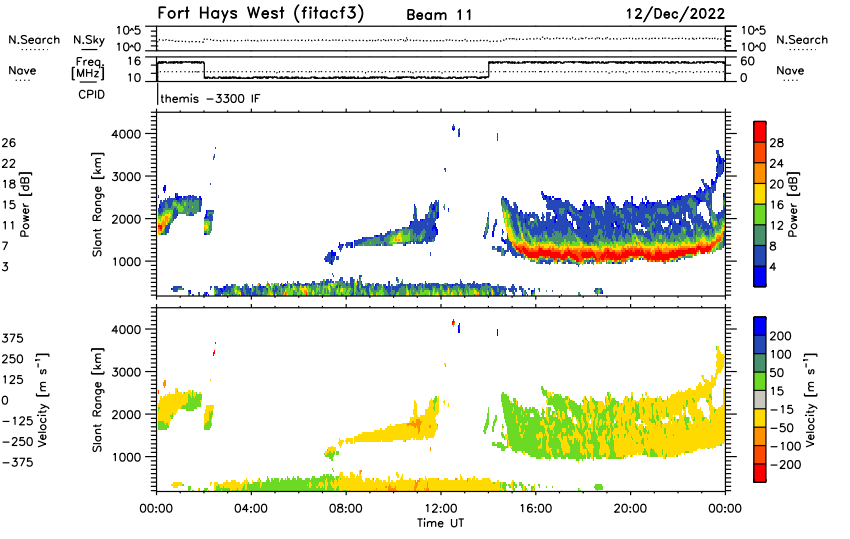 Fort Hays West (fitacf3) Beam 11 12/Dec/2022
N.Search N.Sky 10^5 10^0 10^5 10^0 N.Search
Nave Freq. [MHz] 16 10 60 0 Nave
CPID
themis -3300 IF
26
22
18
15
11
7
3
Power [dB]
4000
3000
2000
1000
Slant Range [km]
28
24
20
16
12
8
4
Power [dB]
375
250
125
0
-125
-250
-375
Velocity [m s⁻¹]
4000
3000
2000
1000
Slant Range [km]
200
100
50
15
-15
-50
-100
-200
Velocity [m s⁻¹]
00:00 04:00 08:00 12:00 16:00 20:00 00:00
Time UT